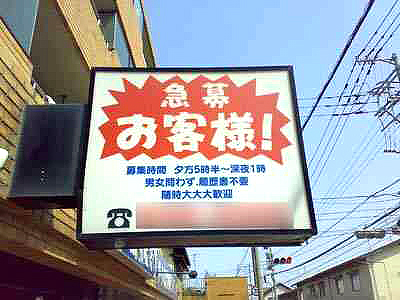 急募
お客様!
募集時間 夕方5時半〜深夜1時
男女問わず、履歴書不要
随時大大大歓迎
☎